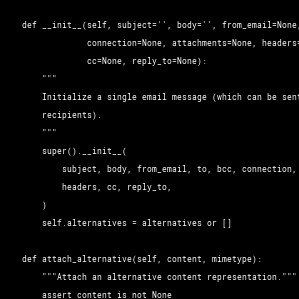 def __init__(self, subject='', body='', from_email=None,
connection=None, attachments=None, headers=
cc=None, reply_to=None):
"""
Initialize a single email message (which can be sent
recipients).
"""
super().__init__(
subject, body, from_email, to, bcc, connection,
headers, cc, reply_to,
)
self.alternatives = alternatives or []
def attach_alternative(self, content, mimetype):
"""Attach an alternative content representation."""
assert content is not None